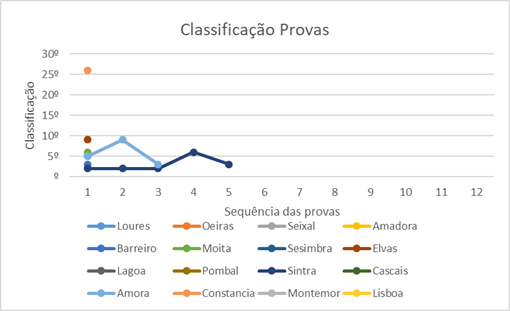 Classificação Provas
30º
25º
20º
15º
10º
5º
º
Classificação
1 2 3 4 5 6 7 8 9 10 11 12
Sequência das provas
Loures Oeiras Seixal Amadora
Barreiro Moita Sesimbra Elvas
Lagoa Pombal Sintra Cascais
Amora Constancia Montemor Lisboa